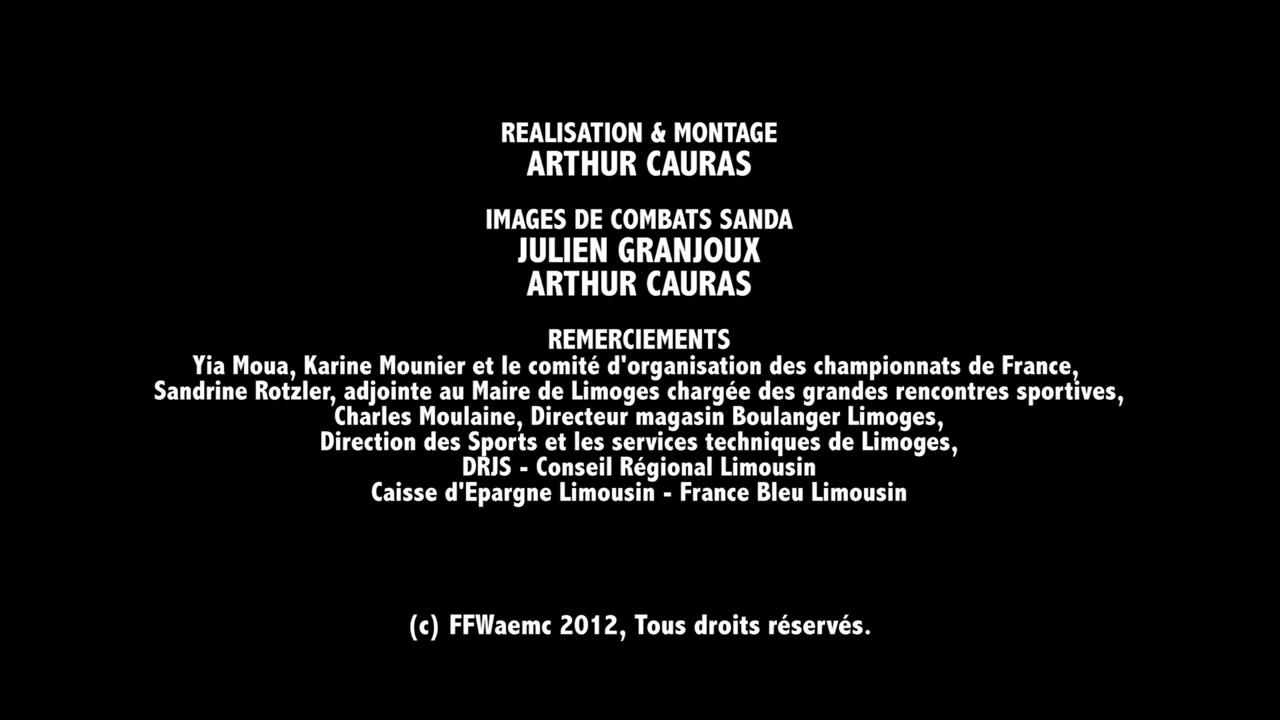 REALISATION & MONTAGE
ARTHUR CAURAS
IMAGES DE COMBATS SANDA
JULIEN GRANJOUX
ARTHUR CAURAS
REMERCIEMENTS
Yia Moua, Karine Mounier et le comité d'organisation des championnats de France,
Sandrine Rotzler, adjointe au Maire de Limoges chargée des grandes rencontres sportives,
Charles Moulaine, Directeur magasin Boulanger Limoges,
Direction des Sports et les services techniques de Limoges,
DRJS - Conseil Régional Limousin
Caisse d'Epargne Limousin - France Bleu Limousin
(c) FFWaemc 2012, Tous droits réservés.